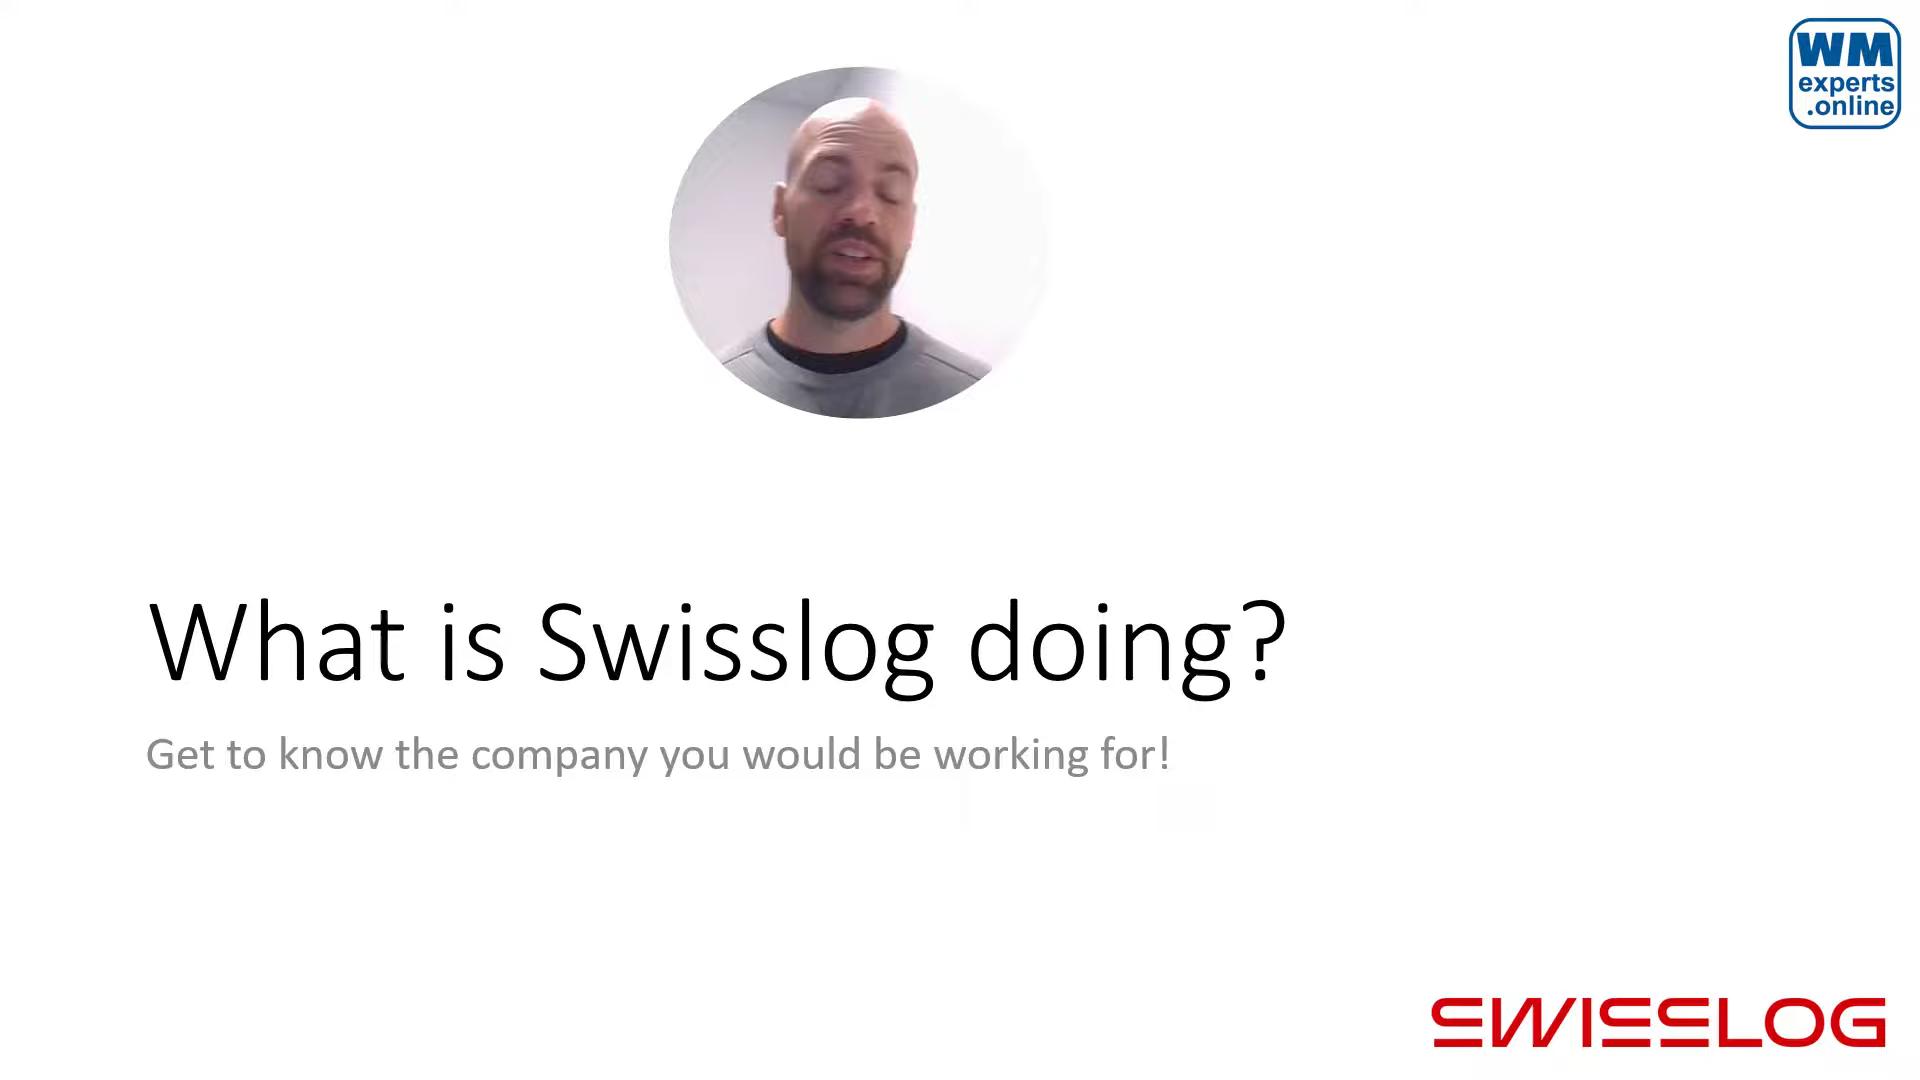 WM
experts
.online
What is Swisslog doing?
Get to know the company you would be working for!
SWISSLOG